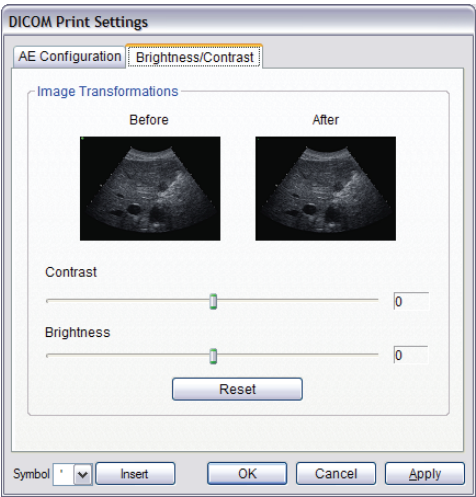 DICOM Print Settings
AE Configuration Brightness/Contrast
Image Transformations
Before After
Contrast
0
Brightness
0
Reset
Symbol ' Insert OK Cancel Apply